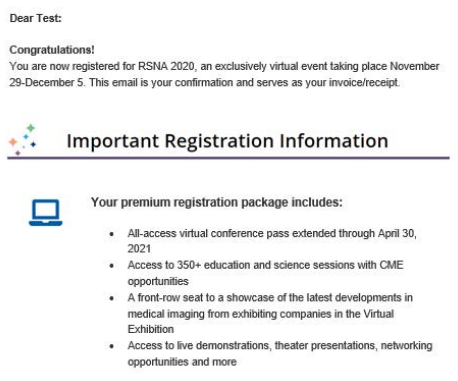 Dear Test:
Congratulations!
You are now registered for RSNA 2020, an exclusively virtual event taking place November
29-December 5. This email is your confirmation and serves as your invoice/receipt.
Important Registration Information
Your premium registration package includes:
• All-access virtual conference pass extended through April 30,
2021
• Access to 350+ education and science sessions with CME
opportunities
• A front-row seat to a showcase of the latest developments in
medical imaging from exhibiting companies in the Virtual
Exhibition
• Access to live demonstrations, theater presentations, networking
opportunities and more